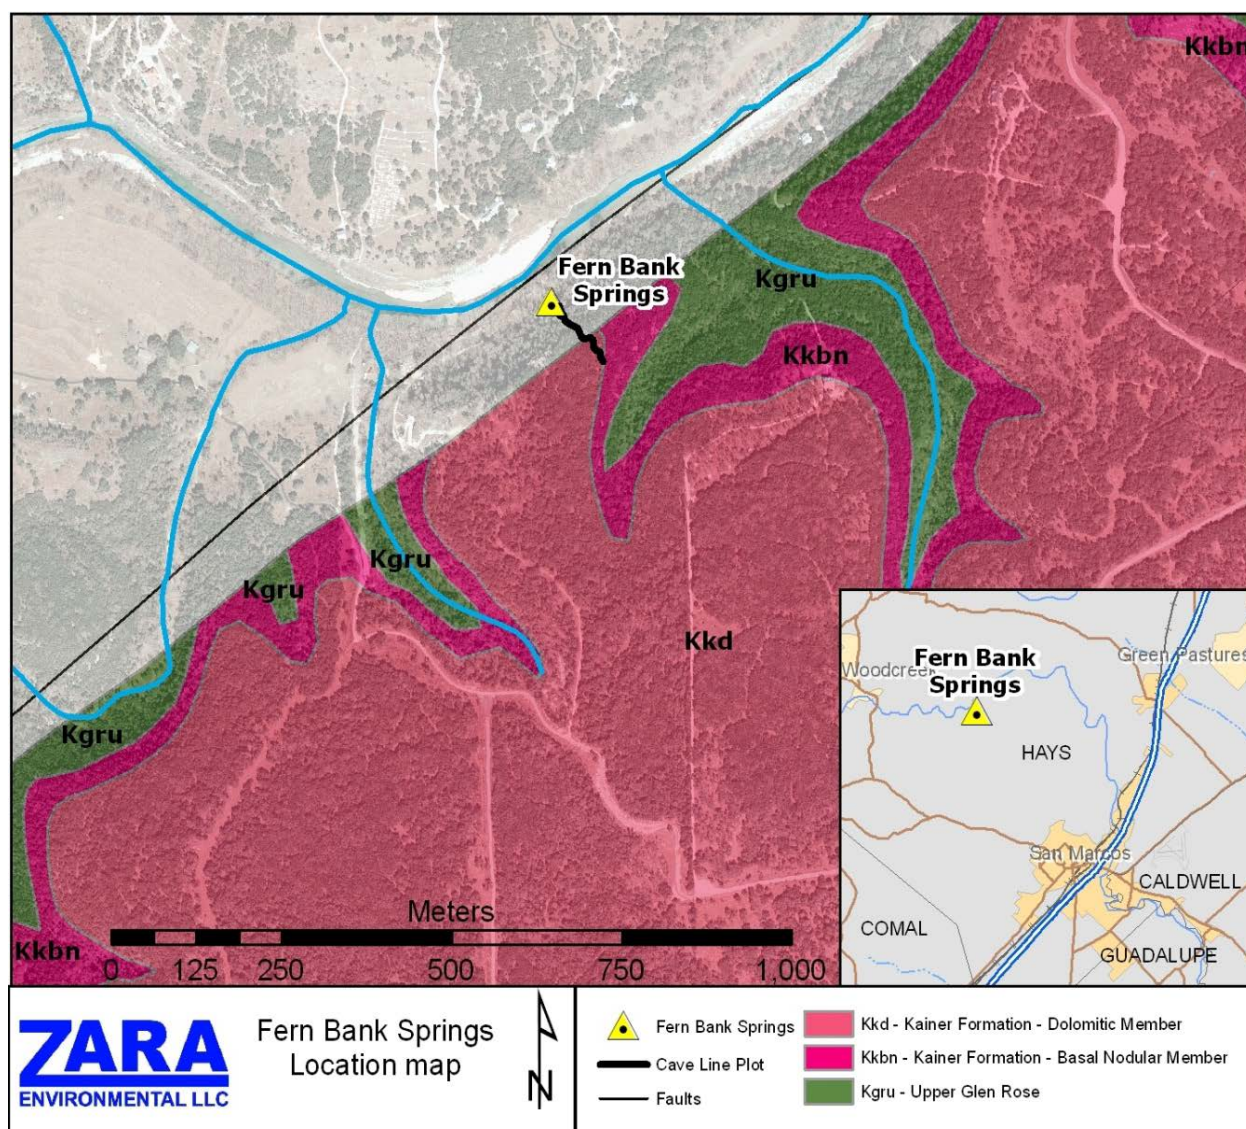 Kkbn
Fern Bank
Springs
Kgru
Kkbn
Kgru
Kgru
Kkd
Kgru
Kkbn
Meters
0 125 250 500 750 1,000
Woodcreek
Fern Bank
Springs
Green Pastures
HAYS
San Marcos
CALDWELL
COMAL
GUADALUPE
ZARA
ENVIRONMENTAL LLC
Fern Bank Springs
Location map
N
Fern Bank Springs
Cave Line Plot
Faults
Kkd - Kainer Formation - Dolomitic Member
Kkbn - Kainer Formation - Basal Nodular Member
Kgru - Upper Glen Rose